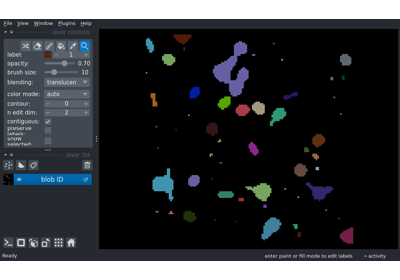 File View Window Plugins Help
layer controls
label: 1
opacity: 0.70
brush size: 10
blending: translucen
color mode: auto
contour: 0
n edit dim: 2
contiguous:
preserve
labels:
show
selected:
layer list
blob ID
Ready
enter paint or fill mode to edit labels
activity